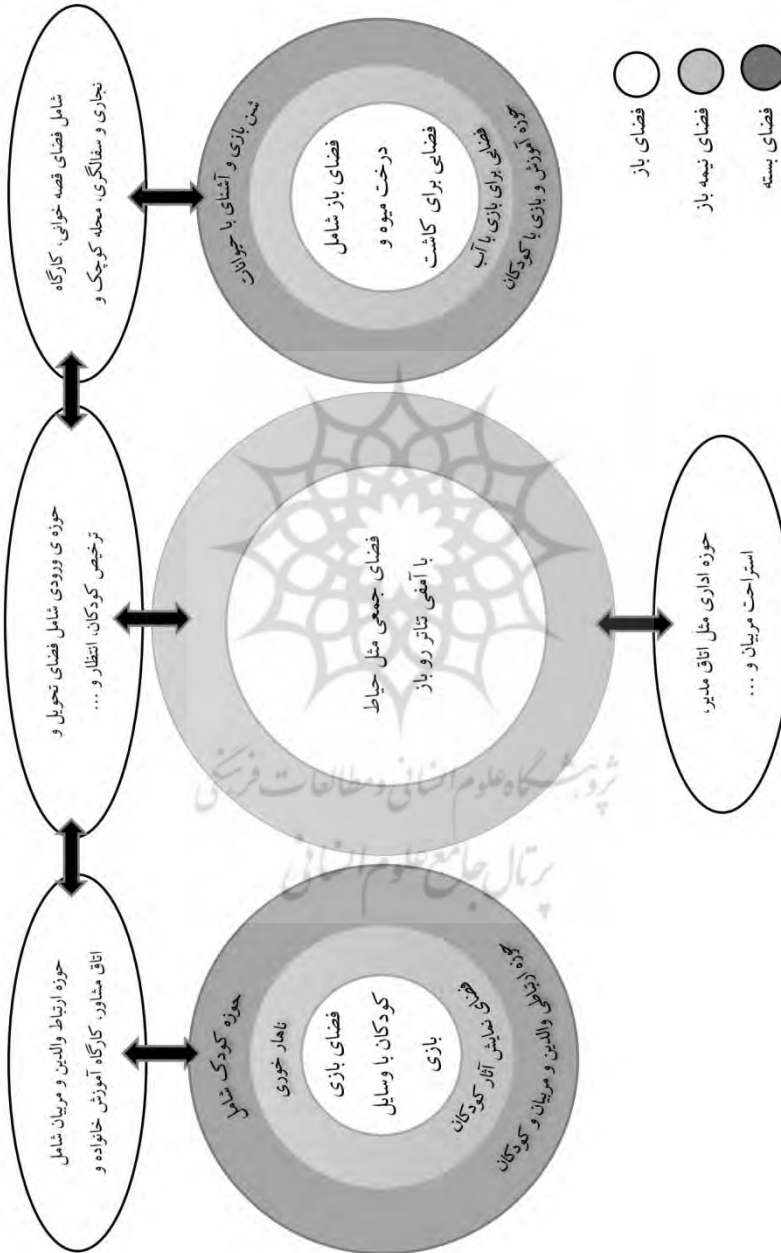 شامل فضای قصه خوانی، کارگاه
نجاری و سفالگری، محله کوچک و
حوزه ی ورودی شامل فضای تحویل و
ترخیص کودکان، انتظار و ...
حوزه ارتباط والدین و مربیان شامل
اتاق مشاور، کارگاه آموزش خانواده و
شن بازی و آشنای با حیوانات
فضای باز شامل
درخت میوه و
فضایی برای کاشت
فضایی برای بازی با آب
حوزه آموزش و بازی با کودکان
فضای جمعی مثل حیاط
با آمفی تئاتر رو باز
حوزه کودک شامل
ناهار خوری
فضای بازی
کودکان با وسایل
بازی
فضای نمایش آثار کودکان
حوزه ارتباطی والدین و مربیان و کودکان
حوزه اداری مثل اتاق مدیر،
استراحت مربیان و ...
فضای باز
فضای نیمه باز
فضای بسته
پژوهشگاه علوم انسانی و مطالعات فرهنگی
پرتال جامع علوم انسانی